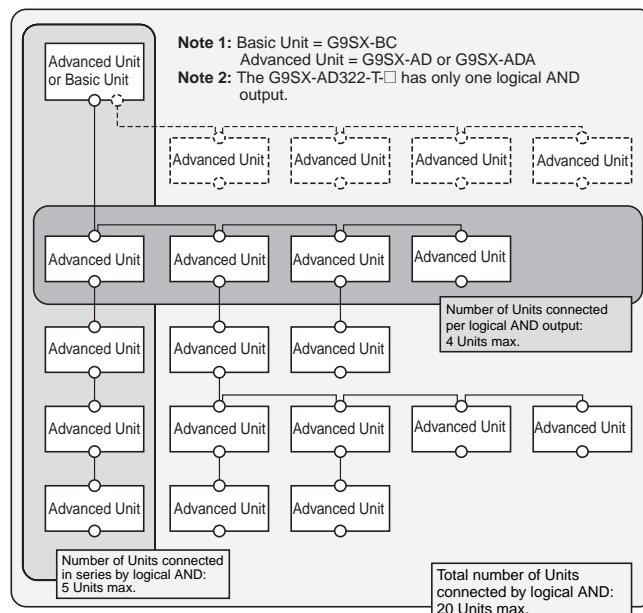 Advanced Unit
or Basic Unit
Note 1: Basic Unit = G9SX-BC
Advanced Unit = G9SX-AD or G9SX-ADA
Note 2: The G9SX-AD322-T-□ has only one logical AND
output.
Advanced Unit Advanced Unit Advanced Unit Advanced Unit
Advanced Unit Advanced Unit Advanced Unit Advanced Unit
Number of Units connected
per logical AND output:
4 Units max.
Advanced Unit Advanced Unit Advanced Unit
Advanced Unit Advanced Unit Advanced Unit Advanced Unit Advanced Unit
Advanced Unit Advanced Unit Advanced Unit
Number of Units connected
in series by logical AND:
5 Units max.
Total number of Units
connected by logical AND:
20 Units max.